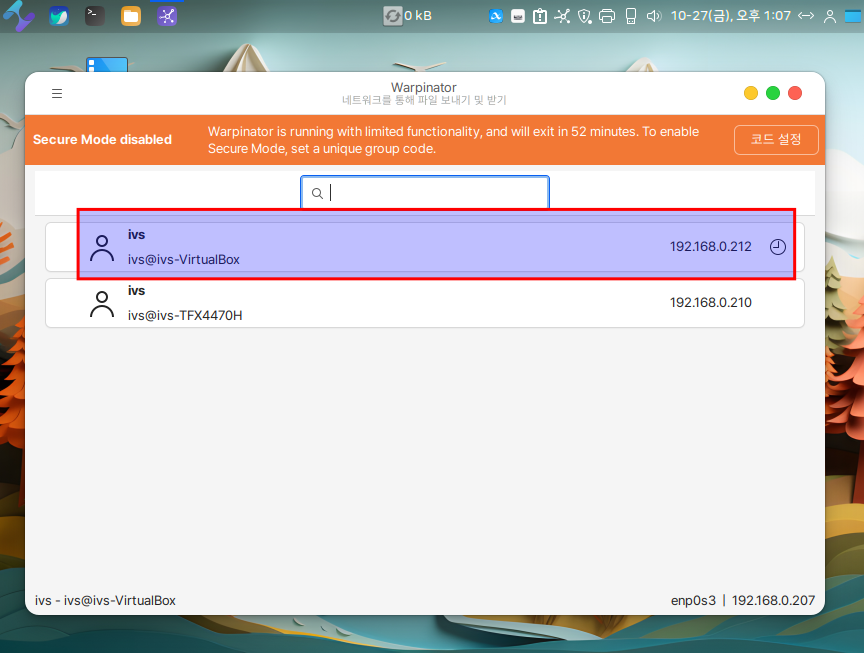 0 kB
10-27(금), 오후 1:07
Warpinator
네트워크를 통해 파일 보내기 및 받기
Secure Mode disabled
Warpinator is running with limited functionality, and will exit in 52 minutes. To enable
Secure Mode, set a unique group code.
코드 설정
ivs
ivs@ivs-VirtualBox
192.168.0.212
ivs
ivs@ivs-TFX4470H
192.168.0.210
ivs - ivs@ivs-VirtualBox
enp0s3 | 192.168.0.207